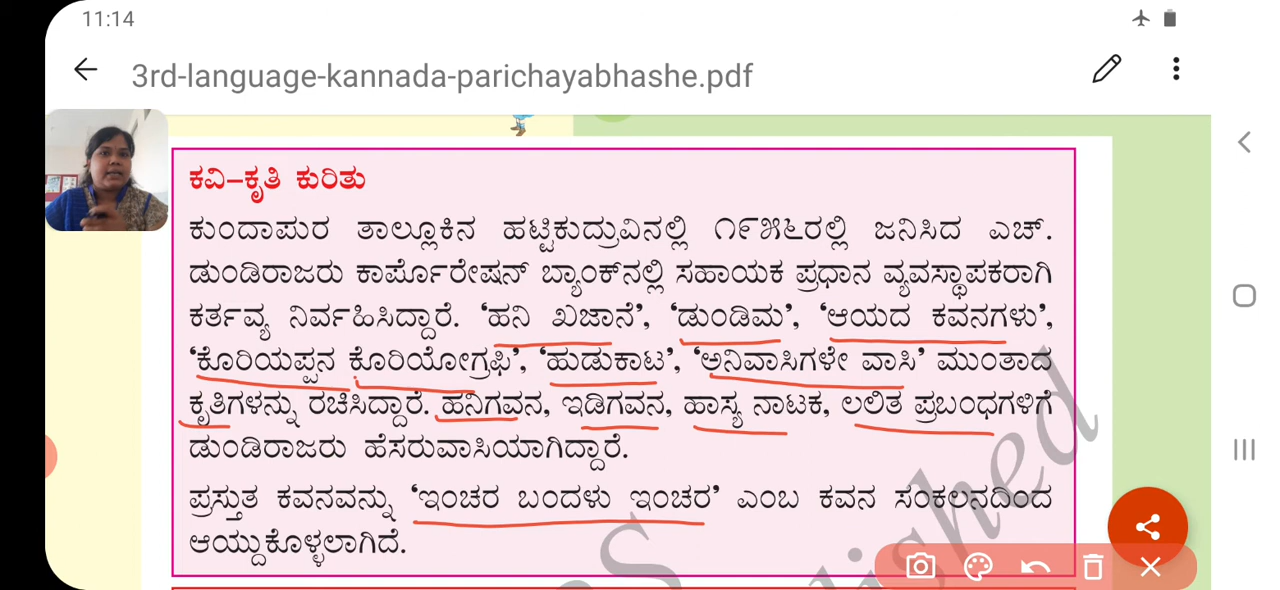 11:14
3rd-language-kannada-parichayabhashe.pdf
ಕವಿ–ಕೃತಿ ಕುರಿತು
ಕುಂದಾಪುರ ತಾಲ್ಲೂಕಿನ ಹಟ್ಟಿಕುದ್ರುವಿನಲ್ಲಿ ೧೯೫೬ರಲ್ಲಿ ಜನಿಸಿದ ಎಚ್.
ಡುಂಡಿರಾಜರು ಕಾರ್ಪೊರೇಷನ್ ಬ್ಯಾಂಕ್‌ನಲ್ಲಿ ಸಹಾಯಕ ಪ್ರಧಾನ ವ್ಯವಸ್ಥಾಪಕರಾಗಿ
ಕರ್ತವ್ಯ ನಿರ್ವಹಿಸಿದ್ದಾರೆ. ‘ಹನಿ ಖಜಾನೆ’, ‘ಡುಂಡಿಮ’, ‘ಆಯದ ಕವನಗಳು’,
‘ಕೊರಿಯಪ್ಪನ ಕೊರಿಯೋಗ್ರಫಿ’, ‘ಹುಡುಕಾಟ’, ‘ಅನಿವಾಸಿಗಳೇ ವಾಸಿ’ ಮುಂತಾದ
ಕೃತಿಗಳನ್ನು ರಚಿಸಿದ್ದಾರೆ. ಹನಿಗವನ, ಇಡಿಗವನ, ಹಾಸ್ಯ ನಾಟಕ, ಲಲಿತ ಪ್ರಬಂಧಗಳಿಗೆ
ಡುಂಡಿರಾಜರು ಹೆಸರುವಾಸಿಯಾಗಿದ್ದಾರೆ.
ಪ್ರಸ್ತುತ ಕವನವನ್ನು ‘ಇಂಚರ ಬಂದಳು ಇಂಚರ’ ಎಂಬ ಕವನ ಸಂಕಲನದಿಂದ
ಆಯ್ದುಕೊಳ್ಳಲಾಗಿದೆ.